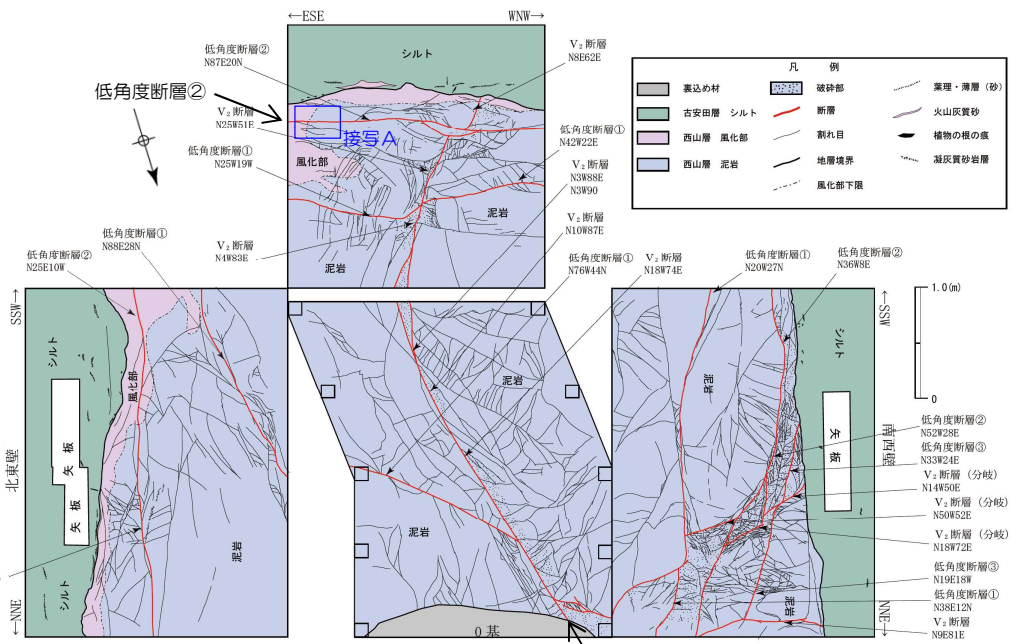 ←ESE WNW→
シルト
低角度断層②
N87E20N
V₂断層
N8E62E
低角度断層②
V₂断層
N25W51E
接写A
低角度断層①
N25W19W
風化部
低角度断層①
N42W22E
V₂断層
N3W88E
N3W90
泥岩
V₂断層
N4W83E
泥岩
V₂断層
N10W87E
凡 例
裏込め材
古安田層 シルト
西山層 風化部
西山層 泥岩
破砕部
断層
割れ目
地層境界
風化部下限
葉理・薄層(砂)
火山灰質砂
植物の根の痕
凝灰質砂岩層
低角度断層①
N88E28N
低角度断層②
N25E10W
低角度断層①
N76W44N
V₂断層
N18W74E
低角度断層①
N20W27N
低角度断層②
N36W8E
SSW→
シルト
風化部
矢板
矢板
北東壁
泥岩
シルト
←NNE
泥岩
泥岩
0基
泥岩
シルト
矢板
泥岩
←SSW
南西壁
NNE→
1.0(m)
0
低角度断層②
N52W28E
低角度断層③
N33W24E
V₂断層(分岐)
N14W50E
V₂断層(分岐)
N50W52E
V₂断層(分岐)
N18W72E
低角度断層③
N19E18W
低角度断層①
N38E12N
V₂断層
N9E81E